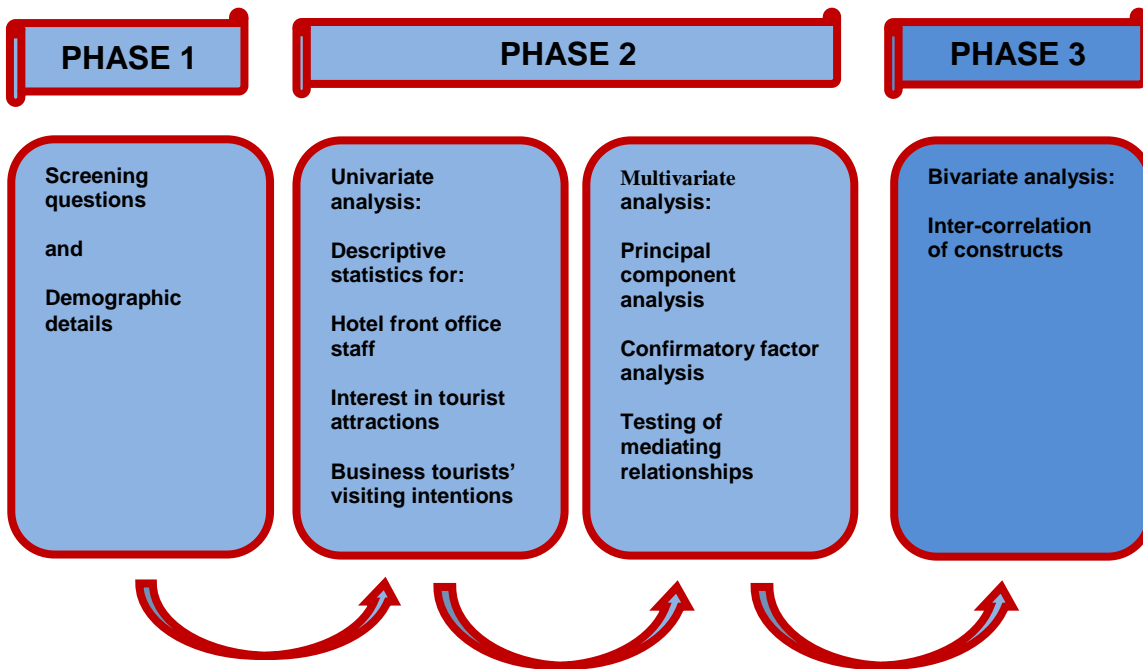 PHASE 1
PHASE 2
PHASE 3
Screening
questions
and
Demographic
details
Univariate
analysis:
Descriptive
statistics for:
Hotel front office
staff
Interest in tourist
attractions
Business tourists’
visiting intentions
Multivariate
analysis:
Principal
component
analysis
Confirmatory factor
analysis
Testing of
mediating
relationships
Bivariate analysis:
Inter-correlation
of constructs